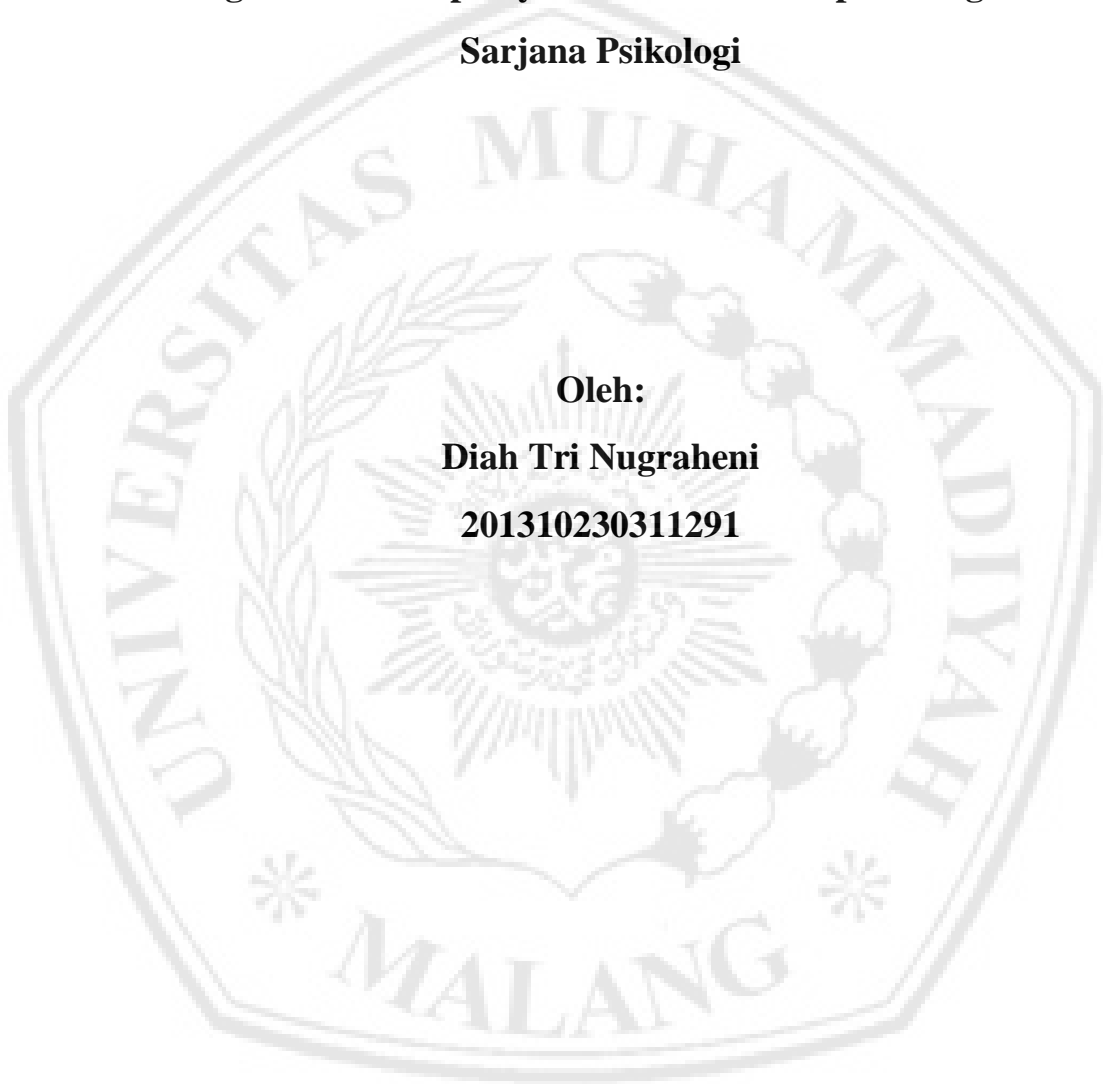 Sarjana Psikologi
UNIVERSITAS MUHAMMADIYAH
Oleh:
Diah Tri Nugraheni
201310230311291
MALANG